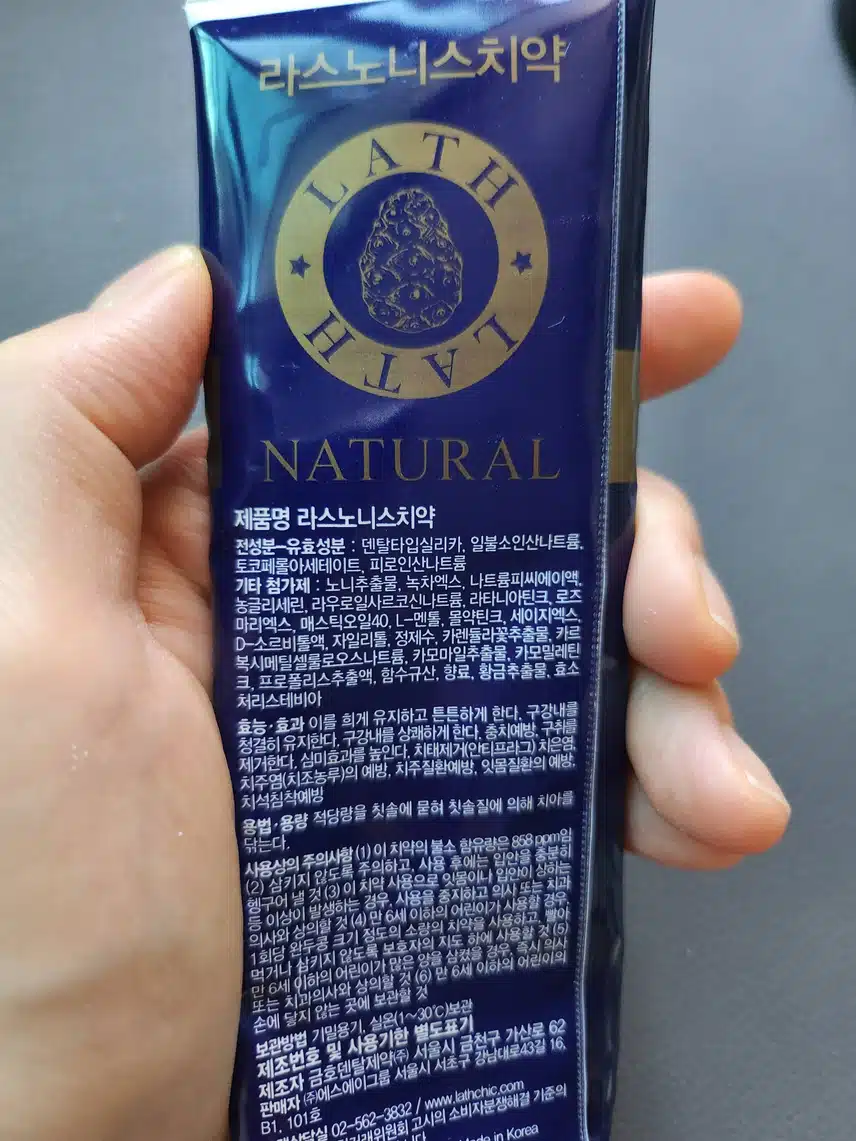 라스노니스치약
LATH
LATH
NATURAL
제품명 라스노니스치약
전성분-유효성분 : 덴탈타입실리카, 일불소인산나트륨,
토코페롤아세테이트, 피로인산나트륨
기타 첨가제 : 노니추출물, 녹차엑스, 나트륨피씨에이액,
농글리세린, 라우로일사르코신나트륨, 라타니아틴크, 로즈
마리엑스, 매스틱오일40, L-멘톨, 몰약틴크, 세이지엑스,
D-소르비톨액, 자일리톨, 정제수, 카렌듈라꽃추출물, 카르
복시메틸셀룰로오스나트륨, 카모마일추출물, 카모밀레틴
크, 프로폴리스추출액, 함수규산, 향료, 황금추출물, 효소
처리스테비아
효능·효과 이를 희게 유지하고 튼튼하게 한다, 구강내를
청결히 유지한다, 구강내를 상쾌하게 한다, 충치예방, 구취를
제거한다, 심미효과를 높인다, 치태제거(안티프라그) 치은염,
치주염(치조농루)의 예방, 치주질환예방, 잇몸질환의 예방,
치석침착예방
용법·용량 적당량을 칫솔에 묻혀 칫솔질에 의해 치아를
닦는다.
사용상의 주의사항 (1) 이 치약의 불소 함유량은 858 ppm임
(2) 삼키지 않도록 주의하고, 사용 후에는 입안을 충분히
헹구어 낼 것 (3) 이 치약 사용으로 잇몸이나 입안이 상하는
등 이상이 발생하는 경우, 사용을 중지하고 의사 또는 치과
의사와 상의할 것 (4) 만 6세 이하의 어린이가 사용할 경우
1회당 완두콩 크기 정도의 소량의 치약을 사용하고, 빨아
먹거나 삼키지 않도록 보호자의 지도 하에 사용할 것 (5)
만 6세 이하의 어린이가 많은 양을 삼켰을 경우, 즉시 의사
또는 치과의사와 상의할 것 (6) 만 6세 이하의 어린이의
손에 닿지 않는 곳에 보관할 것
보관방법 기밀용기, 실온(1~30℃)보관
제조번호 및 사용기한 별도표기
제조자 금호덴탈제약(주) 서울시 금천구 가산로 62
판매자 (주)에스에이그룹 서울시 서초구 강남대로43길 16,
B1, 101호
02-562-3832 / www.lathchic.com
고시의 소비자분쟁해결 기준의
Made in Korea